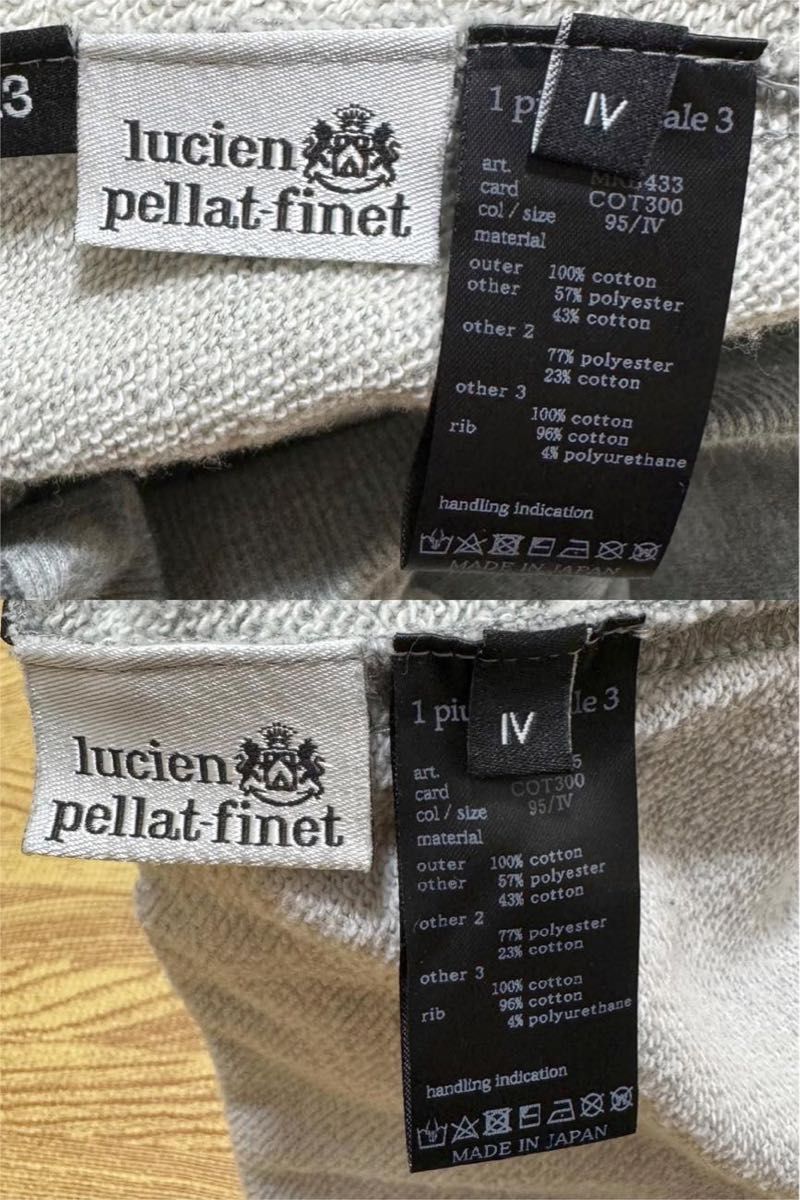 3
lucien
pellat-finet
IV
1 ale 3
art. 433
card COT300
col / size 95/IV
material
outer 100% cotton
other 57% polyester
43% cotton
other 2
77% polyester
23% cotton
other 3
100% cotton
rib 96% cotton
4% polyurethane
handling indication
MADE IN JAPAN
lucien
pellat-finet
IV
1 piu le 3
art. 5
card COT300
col / size 95/IV
material
outer 100% cotton
other 57% polyester
43% cotton
other 2
77% polyester
23% cotton
other 3
100% cotton
rib 96% cotton
4% polyurethane
handling indication
MADE IN JAPAN